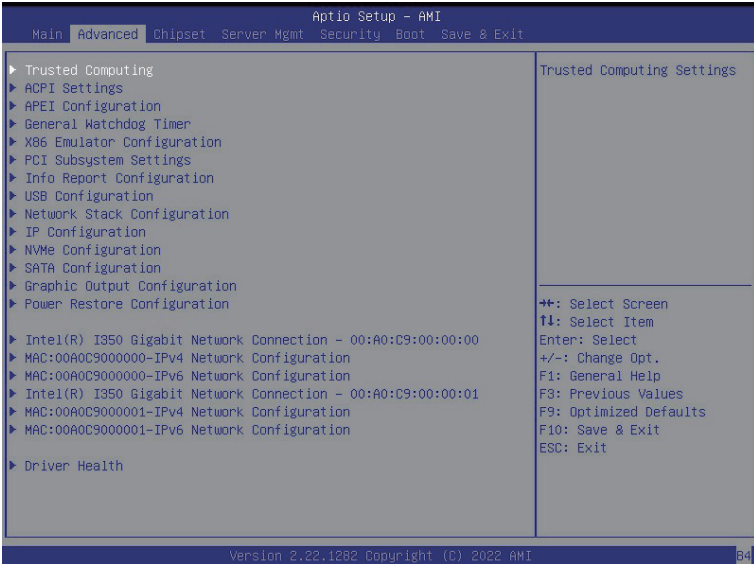 Aptio Setup – AMI
Main Advanced Chipset Server Mgmt Security Boot Save & Exit
▶ Trusted Computing
▶ ACPI Settings
▶ APEI Configuration
▶ General Watchdog Timer
▶ X86 Emulator Configuration
▶ PCI Subsystem Settings
▶ Info Report Configuration
▶ USB Configuration
▶ Network Stack Configuration
▶ IP Configuration
▶ NVMe Configuration
▶ SATA Configuration
▶ Graphic Output Configuration
▶ Power Restore Configuration
▶ Intel(R) I350 Gigabit Network Connection – 00:A0:C9:00:00:00
▶ MAC:00A0C9000000-IPv4 Network Configuration
▶ MAC:00A0C9000000-IPv6 Network Configuration
▶ Intel(R) I350 Gigabit Network Connection – 00:A0:C9:00:00:01
▶ MAC:00A0C9000001-IPv4 Network Configuration
▶ MAC:00A0C9000001-IPv6 Network Configuration
▶ Driver Health
Trusted Computing Settings
→←: Select Screen
↑↓: Select Item
Enter: Select
+/-: Change Opt.
F1: General Help
F3: Previous Values
F9: Optimized Defaults
F10: Save & Exit
ESC: Exit
Version 2.22.1282 Copyright (C) 2022 AMI
B4